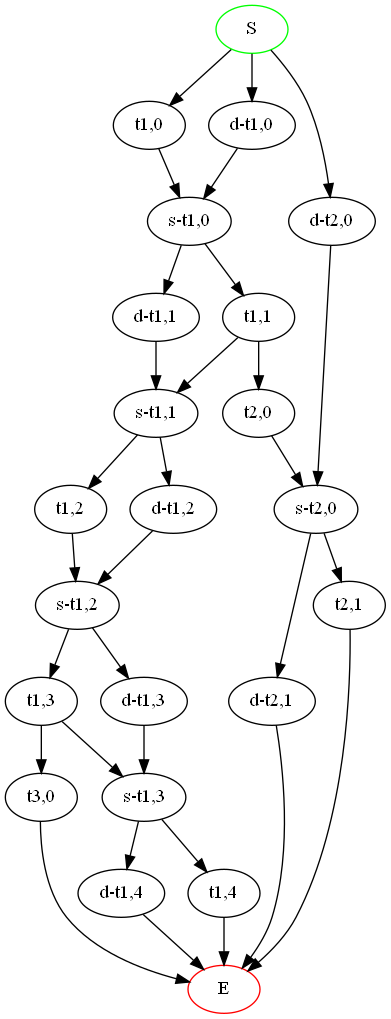 S
t1,0
d-t1,0
s-t1,0
d-t2,0
d-t1,1
t1,1
s-t1,1
t2,0
t1,2
d-t1,2
s-t2,0
s-t1,2
t2,1
t1,3
d-t1,3
d-t2,1
t3,0
s-t1,3
d-t1,4
t1,4
E